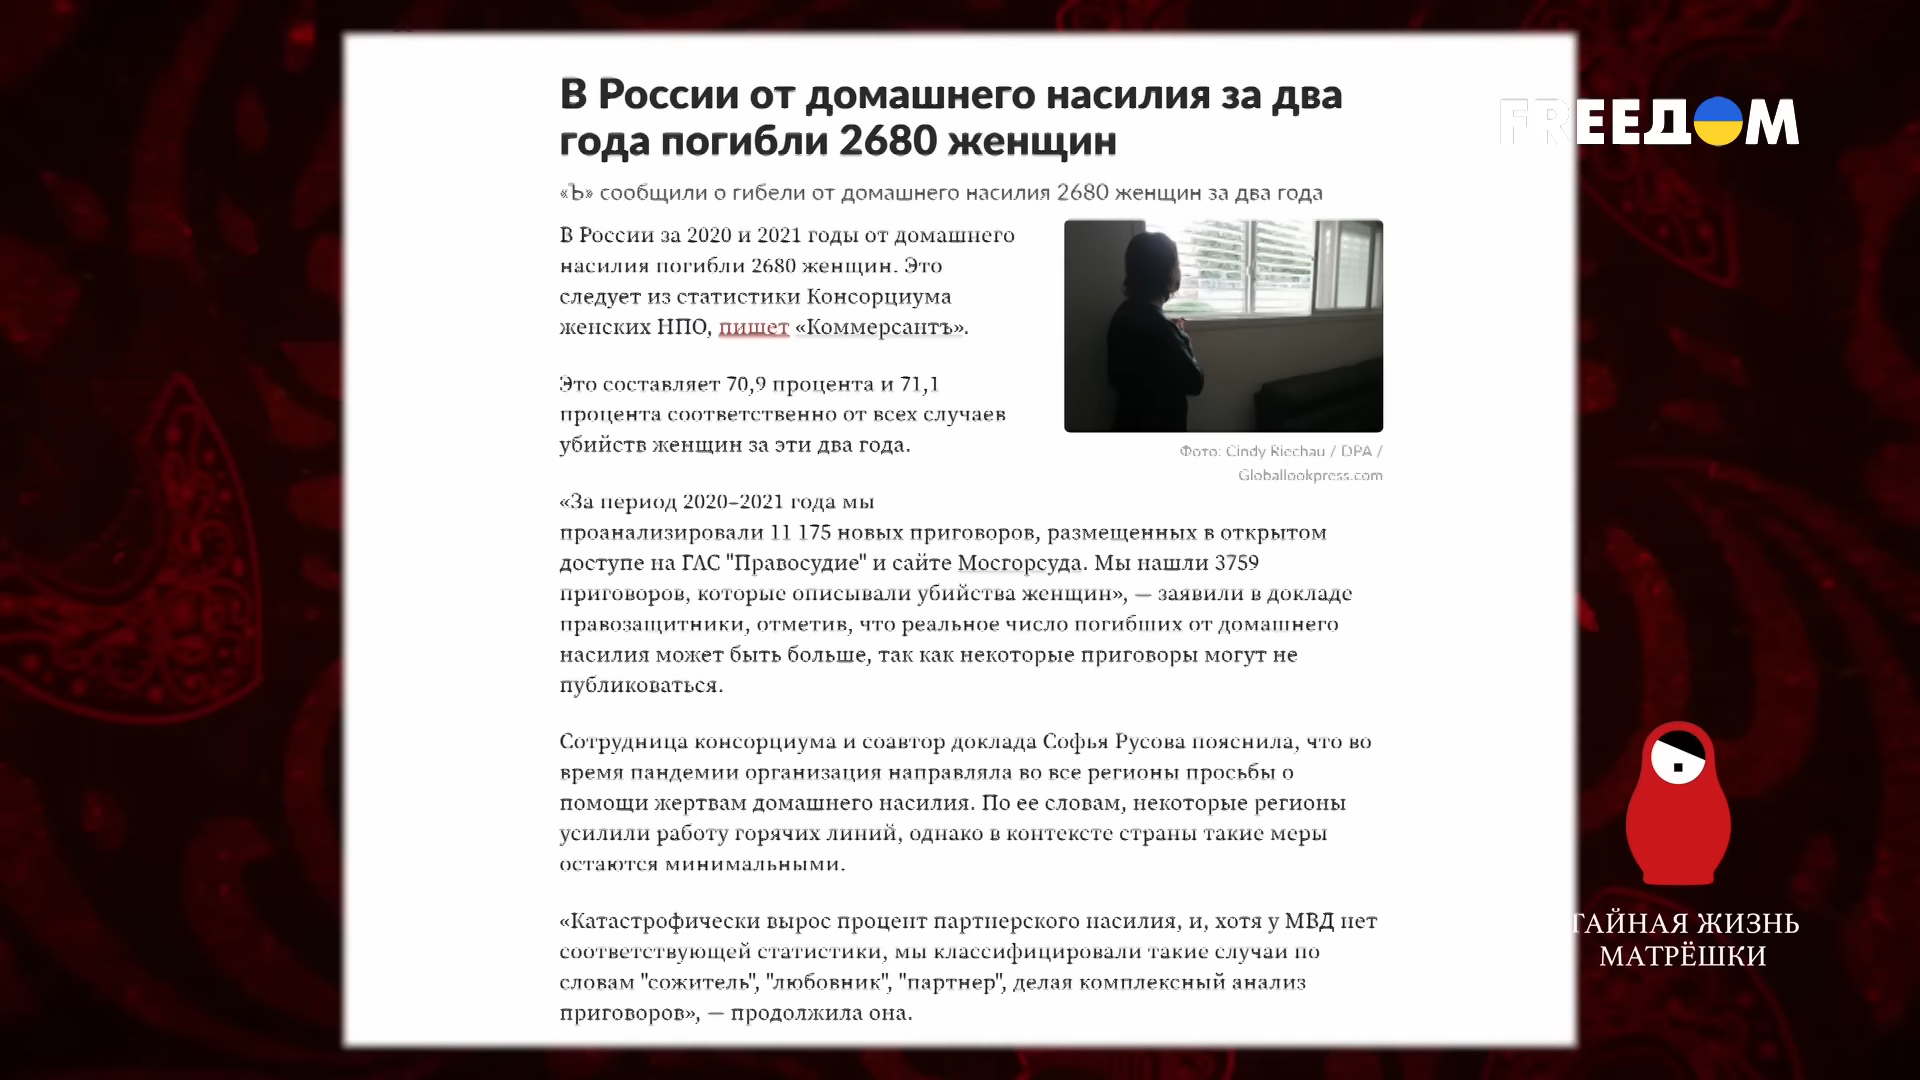 В России от домашнего насилия за два
года погибли 2680 женщин
«Ъ» сообщили о гибели от домашнего насилия 2680 женщин за два года
В России за 2020 и 2021 годы от домашнего
насилия погибли 2680 женщин. Это
следует из статистики Консорциума
женских НПО, пишет «Коммерсантъ».
Это составляет 70,9 процента и 71,1
процента соответственно от всех случаев
убийств женщин за эти два года.
Фото: Cindy Riechau / DPA /
Globallookpress.com
«За период 2020–2021 года мы
проанализировали 11 175 новых приговоров, размещенных в открытом
доступе на ГАС "Правосудие" и сайте Мосгорсуда. Мы нашли 3759
приговоров, которые описывали убийства женщин», — заявили в докладе
правозащитники, отметив, что реальное число погибших от домашнего
насилия может быть больше, так как некоторые приговоры могут не
публиковаться.
Сотрудница консорциума и соавтор доклада Софья Русова пояснила, что во
время пандемии организация направляла во все регионы просьбы о
помощи жертвам домашнего насилия. По ее словам, некоторые регионы
усилили работу горячих линий, однако в контексте страны такие меры
остаются минимальными.
«Катастрофически вырос процент партнерского насилия, и, хотя у МВД нет
соответствующей статистики, мы классифицировали такие случаи по
словам "сожитель", "любовник", "партнер", делая комплексный анализ
приговоров», — продолжила она.
FREEДОМ
ТАЙНАЯ ЖИЗНЬ
МАТРЁШКИ